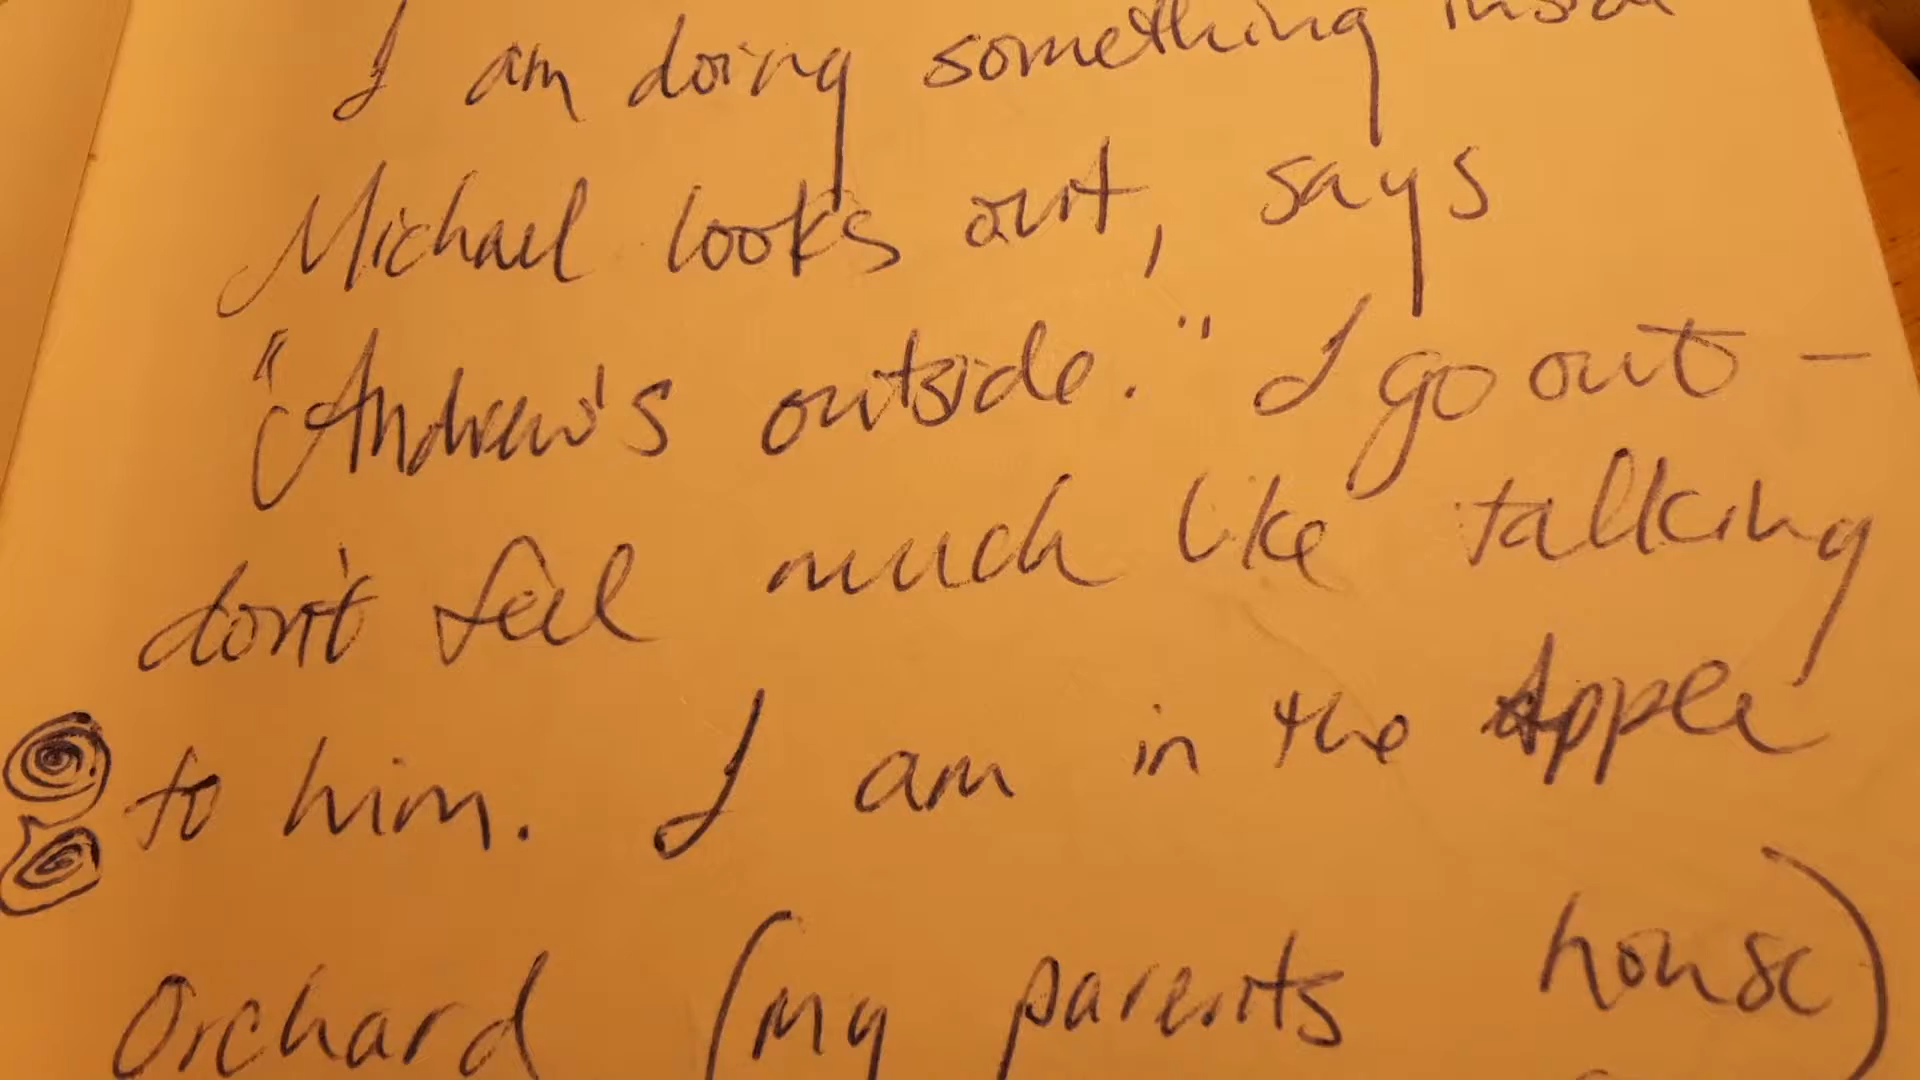 I am doing something
Michael looks out, says
"Andrew's outside." I go out –
don't feel much like talking
to him. I am in the Apple
Orchard (my parents house)